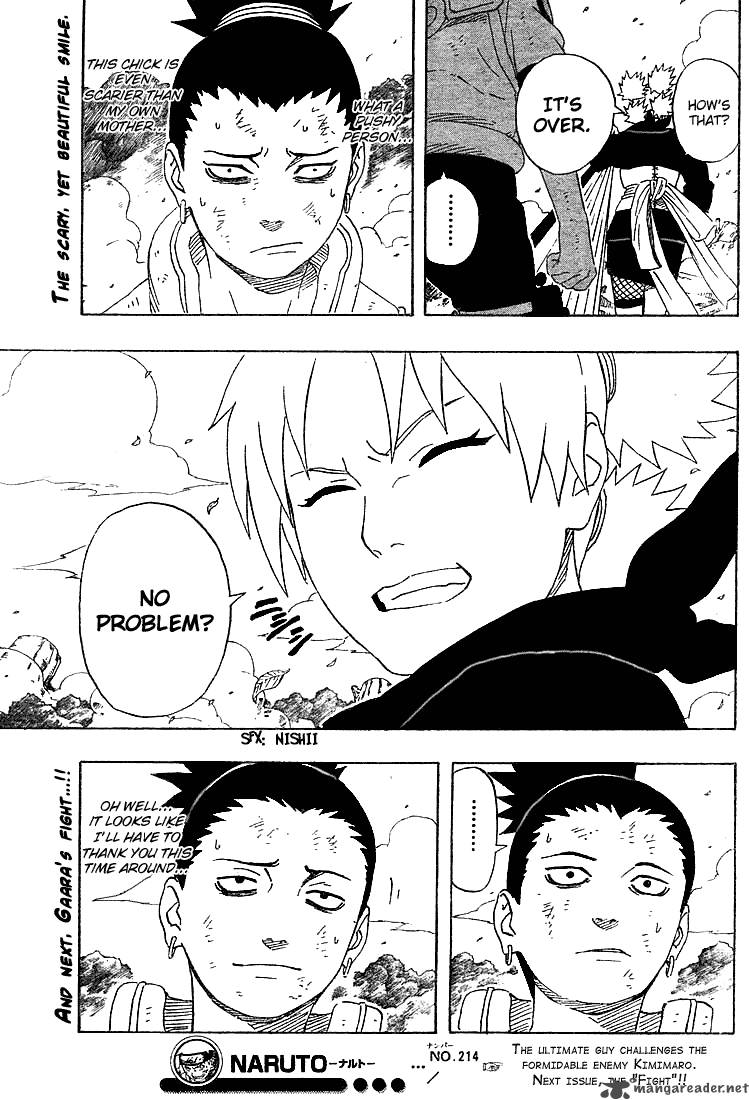 HOW'S
THAT?
IT'S
OVER.
.........
WHAT A
PUSHY
PERSON...
THIS CHICK IS
EVEN
SCARIER THAN
MY OWN
MOTHER...
THE SCARY, YET BEAUTIFUL SMILE.
NO
PROBLEM?
SFX: NISHII
.........
OH WELL...
IT LOOKS LIKE
I'LL HAVE TO
THANK YOU THIS
TIME AROUND...
AND NEXT, GAARA'S FIGHT...!!
NARUTO—ナルト—
ナンバー
... NO.214
THE ULTIMATE GUY CHALLENGES THE
FORMIDABLE ENEMY KIMIMARO.
NEXT ISSUE, THE "FIGHT"!!
mangareader.net